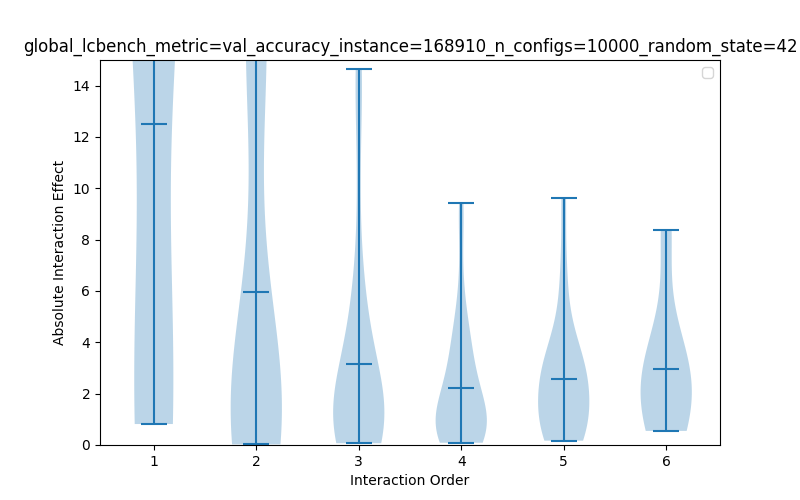 global_lcbench_metric=val_accuracy_instance=168910_n_configs=10000_random_state=42
14
12
10
8
6
4
2
0
Absolute Interaction Effect
1 2 3 4 5 6
Interaction Order